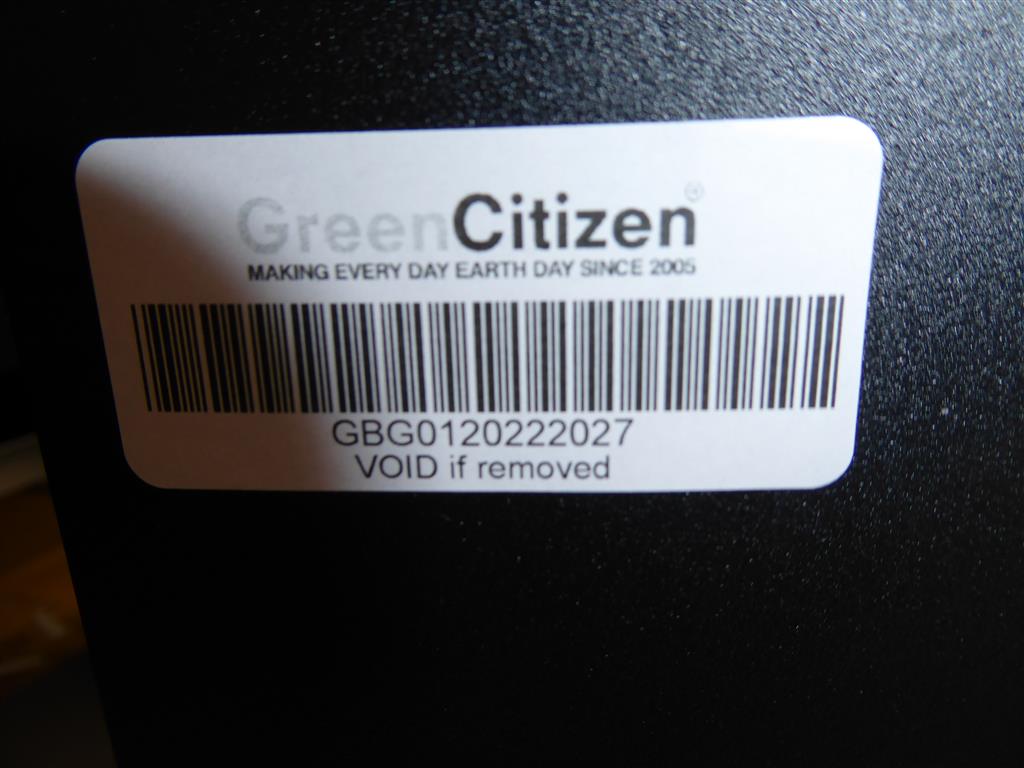 GreenCitizen®
MAKING EVERY DAY EARTH DAY SINCE 2005
GBG0120222027
VOID if removed